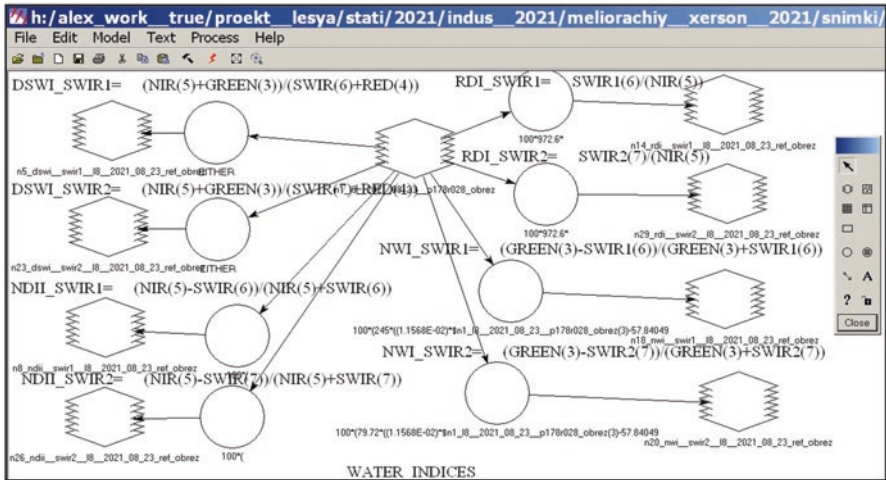 h:/alex_work__true/proekt__lesya/stati/2021/indus__2021/meliorachiy__xerson__2021/snimki/
File Edit Model Text Process Help
DSWI_SWIR1= (NIR(5)+GREEN(3))/(SWIR(6)+RED(4))
RDI_SWIR1= SWIR1(6)/(NIR(5))
n5_dswi__swir1__l8__2021_08_23_ref_obrez
EITHER
100*972.6*
n14_rdi__swir1__l8__2021_08_23_ref_obrez
DSWI_SWIR2= (NIR(5)+GREEN(3))/(SWIR(7)+RED(4))
p178r028_obrez
RDI_SWIR2= SWIR2(7)/(NIR(5))
n23_dswi__swir2__l8__2021_08_23_ref_obrez
EITHER
100*972.6*
n29_rdi__swir2__l8__2021_08_23_ref_obrez
NWI_SWIR1= (GREEN(3)-SWIR1(6))/(GREEN(3)+SWIR1(6))
NDII_SWIR1= (NIR(5)-SWIR(6))/(NIR(5)+SWIR(6))
n8_ndii__swir1__l8__2021_08_23_ref_obrez
100*(245*((1.1568E-02)*$n1_l8__2021_08_23__p178r028_obrez(3)-57.84049
n18_nwi__swir1__l8__2021_08_23_ref_obrez
NWI_SWIR2= (GREEN(3)-SWIR2(7))/(GREEN(3)+SWIR2(7))
NDII_SWIR2= (NIR(5)-SWIR(7))/(NIR(5)+SWIR(7))
n26_ndii__swir2__l8__2021_08_23_ref_obrez
100*(
100*(79.72*((1.1568E-02)*$n1_l8__2021_08_23__p178r028_obrez(3)-57.84049
n20_nwi__swir2__l8__2021_08_23_ref_obrez
WATER INDICES
A
?
Close